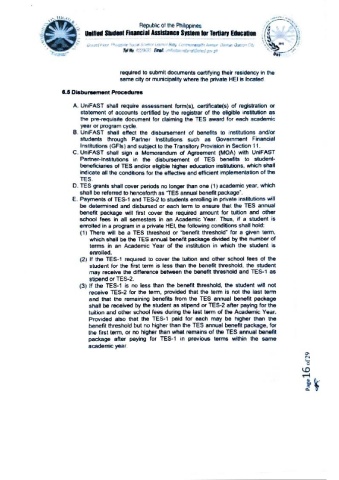 Republic of the Philippines
Unified Student Financial Assistance System for Tertiary Education
required to submit documents certifying their residency in the
same city or municipality where the private HEI is located
6.5 Disbursement Procedures
A. UniFAST shall require assessment form(s), certificate(s) of registration or
statement of accounts certified by the registrar of the eligible institution as
the pre-requisite document for claiming the TES award for each academic
year or program cycle.
B. UniFAST shall effect the disbursement of benefits to institutions and/or
students through Partner Institutions such as Government Financial
Institutions (GFIs) and subject to the Transitory Provision in Section 11.
C. UniFAST shall sign a Memorandum of Agreement (MOA) with UniFAST
Partner-Institutions in the disbursement of TES benefits to student-
beneficiaries of TES and/or eligible higher education institutions, which shall
indicate all the conditions for the effective and efficient implementation of the
TES.
D. TES grants shall cover periods no longer than one (1) academic year, which
shall be referred to henceforth as "TES annual benefit package".
E. Payments of TES-1 and TES-2 to students enrolling in private institutions will
be determined and disbursed or each term to ensure that the TES annual
benefit package will first cover the required amount for tuition and other
school fees in all semesters in an Academic Year. Thus, if a student is
enrolled in a program in a private HEI, the following conditions shall hold:
(1) There will be a TES threshold or "benefit threshold" for a given term,
which shall be the TES annual benefit package divided by the number of
terms in an Academic Year of the institution in which the student is
enrolled.
(2) If the TES-1 required to cover the tuition and other school fees of the
student for the first term is less than the benefit threshold, the student
may receive the difference between the benefit threshold and TES-1 as
stipend or TES-2.
(3) If the TES-1 is no less than the benefit threshold, the student will not
receive TES-2 for the term, provided that the term is not the last term
and that the remaining benefits from the TES annual benefit package
shall be received by the student as stipend or TES-2 after paying for the
tuition and other school fees during the last term of the Academic Year.
Provided also that the TES-1 paid for each may be higher than the
benefit threshold but no higher than the TES annual benefit package, for
the first term, or no higher than what remains of the TES annual benefit
package after paying for TES-1 in previous terms within the same
academic year
Page 16 of 29